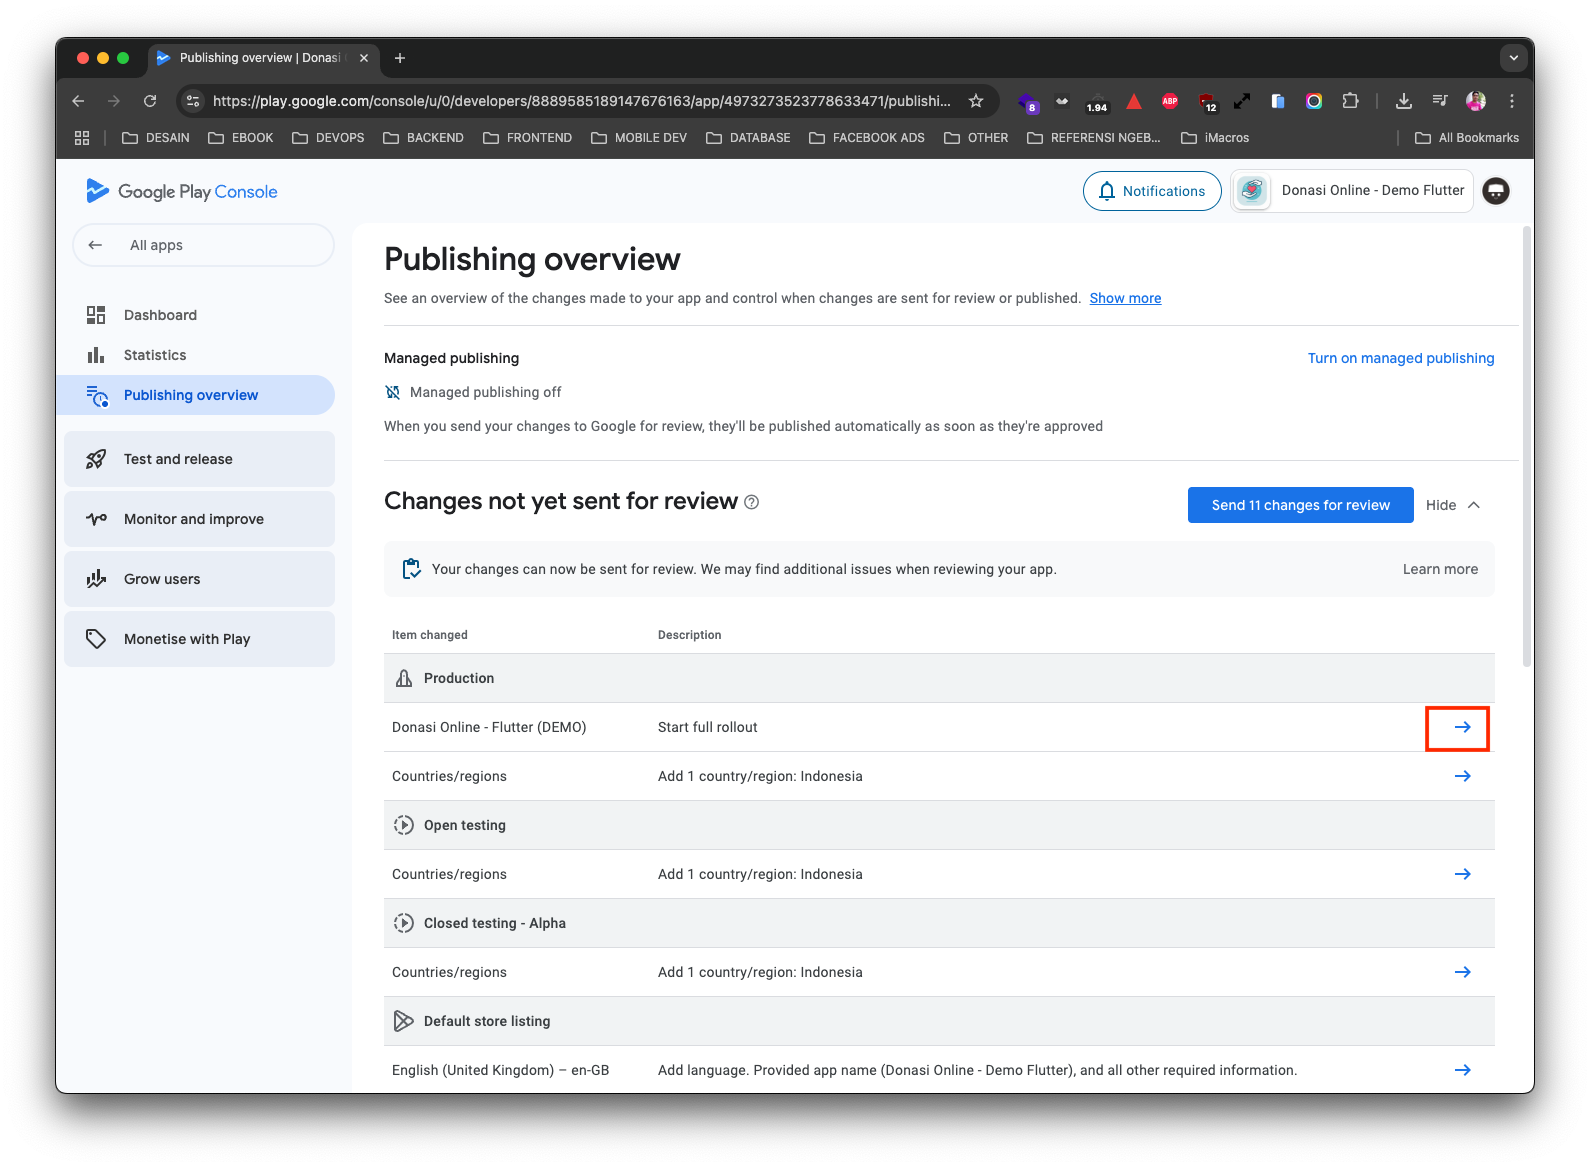 Publishing overview | Donasi
https://play.google.com/console/u/0/developers/8889585189147676163/app/4973273523778633471/publishi...
8
1.94
ABP
12
DESAIN
EBOOK
DEVOPS
BACKEND
FRONTEND
MOBILE DEV
DATABASE
FACEBOOK ADS
OTHER
REFERENSI NGEB...
iMacros
All Bookmarks
Google Play Console
Notifications
Donasi Online - Demo Flutter
All apps
Dashboard
Statistics
Publishing overview
Test and release
Monitor and improve
Grow users
Monetise with Play
Publishing overview
See an overview of the changes made to your app and control when changes are sent for review or published. Show more
Managed publishing
Turn on managed publishing
Managed publishing off
When you send your changes to Google for review, they'll be published automatically as soon as they're approved
Changes not yet sent for review
Send 11 changes for review
Hide
Your changes can now be sent for review. We may find additional issues when reviewing your app.
Learn more
Item changed
Description
Production
Donasi Online - Flutter (DEMO)
Start full rollout
Countries/regions
Add 1 country/region: Indonesia
Open testing
Countries/regions
Add 1 country/region: Indonesia
Closed testing - Alpha
Countries/regions
Add 1 country/region: Indonesia
Default store listing
English (United Kingdom) – en-GB
Add language. Provided app name (Donasi Online - Demo Flutter), and all other required information.